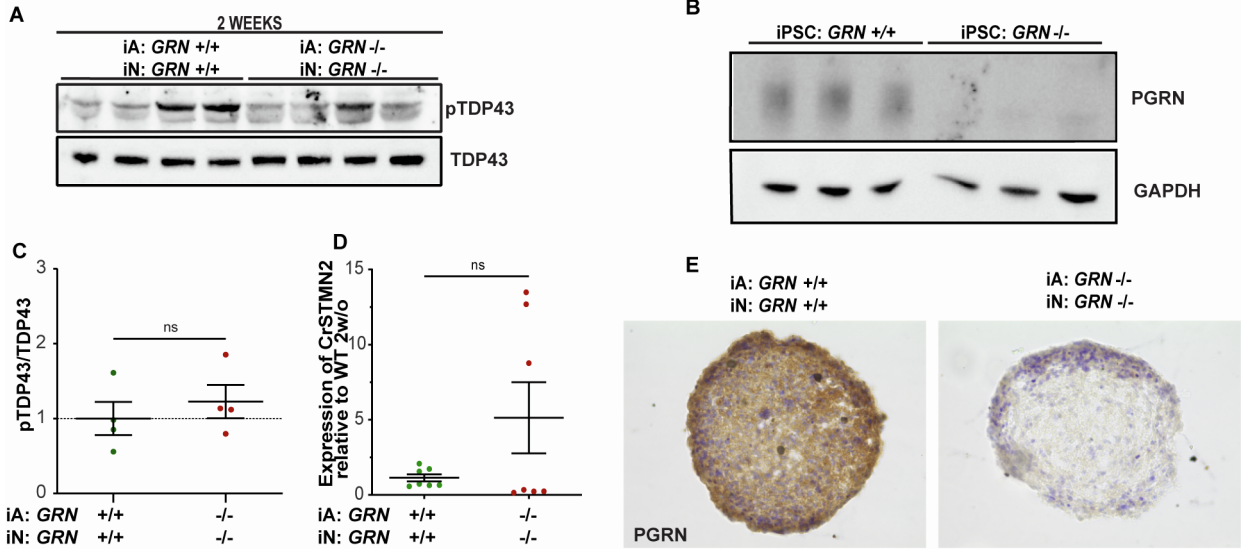 A
2 WEEKS
iA: GRN +/+
iN: GRN +/+
iA: GRN -/-
iN: GRN -/-
pTDP43
TDP43
B
iPSC: GRN +/+
iPSC: GRN -/-
PGRN
GAPDH
C
pTDP43/TDP43
3
2
1
0
ns
iA: GRN +/+ -/-
iN: GRN +/+ -/-
D
Expression of CrSTMN2
relative to WT 2w/o
15
10
5
0
ns
iA: GRN +/+ -/-
iN: GRN +/+ -/-
E
iA: GRN +/+
iN: GRN +/+
iA: GRN -/-
iN: GRN -/-
PGRN